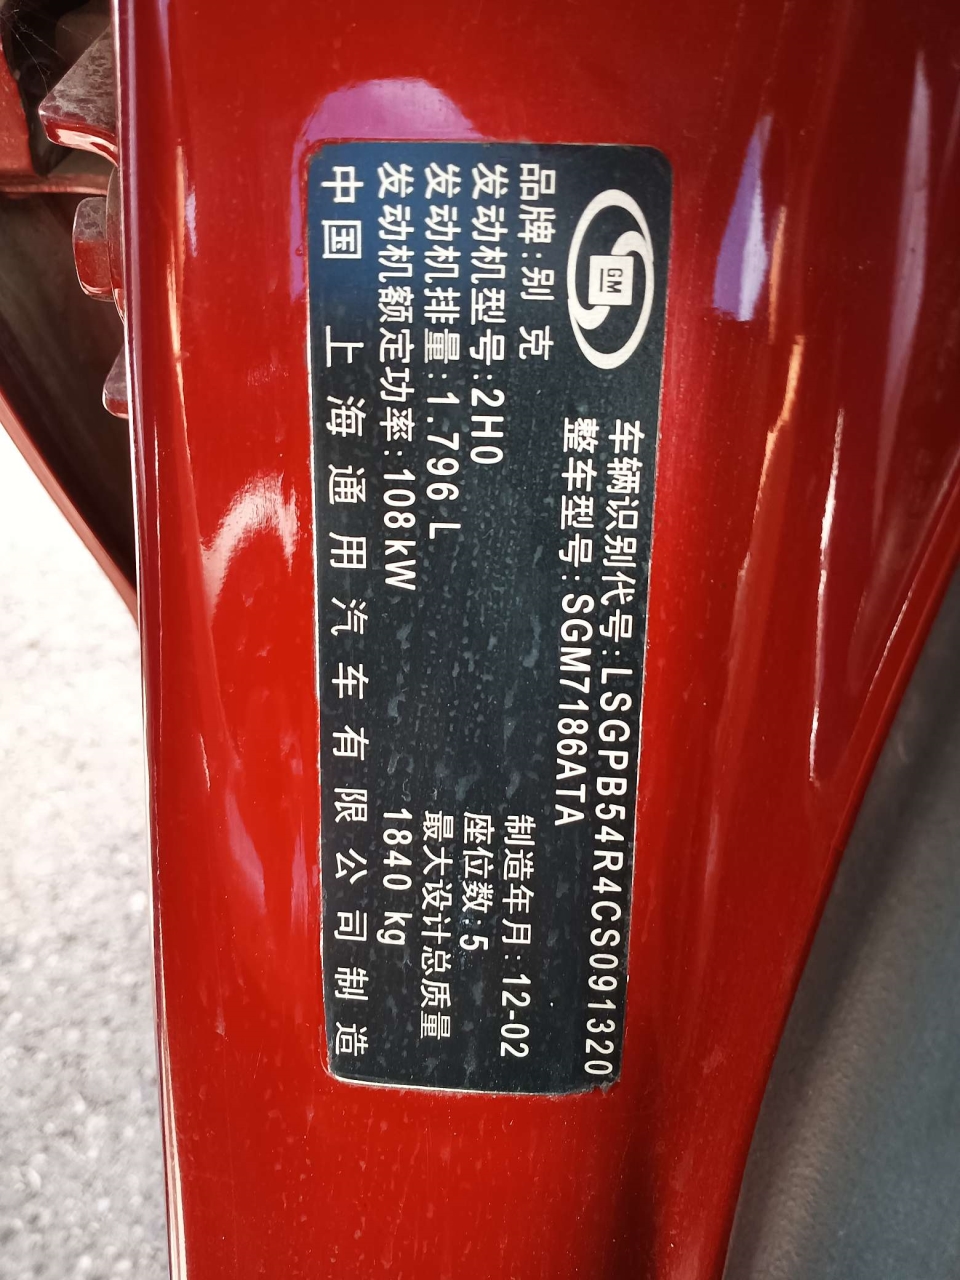 GM
车辆识别代号:LSGPB54R4CS091320
整车型号:SGM7186ATA
品牌:别 克
发动机型号:2H0
制造年月:12-02
发动机排量:1.796 L
座位数:5
发动机额定功率:108kW
最大设计总质量
1840 kg
中国 上海通用汽车有限公司制造